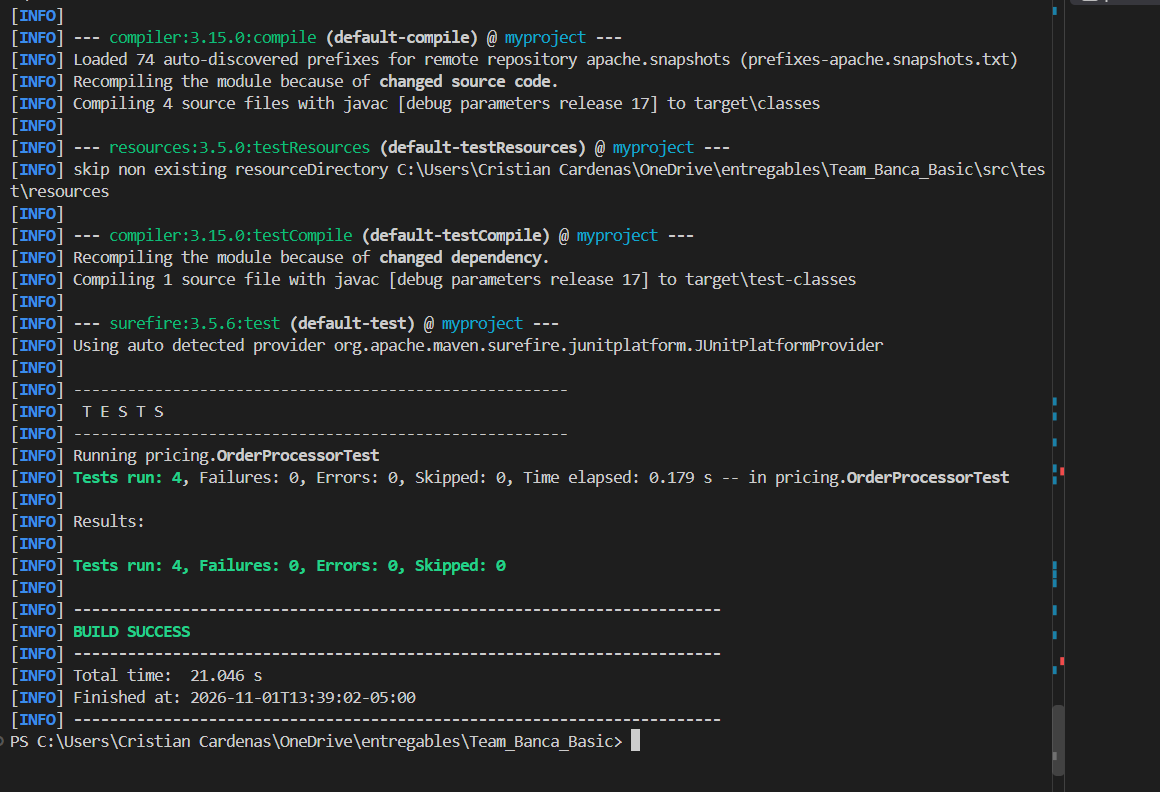 [INFO]
[INFO] --- compiler:3.15.0:compile (default-compile) @ myproject ---
[INFO] Loaded 74 auto-discovered prefixes for remote repository apache.snapshots (prefixes-apache.snapshots.txt)
[INFO] Recompiling the module because of changed source code.
[INFO] Compiling 4 source files with javac [debug parameters release 17] to target\classes
[INFO]
[INFO] --- resources:3.5.0:testResources (default-testResources) @ myproject ---
[INFO] skip non existing resourceDirectory C:\Users\Cristian Cardenas\OneDrive\entregables\Team_Banca_Basic\src\tes
t\resources
[INFO]
[INFO] --- compiler:3.15.0:testCompile (default-testCompile) @ myproject ---
[INFO] Recompiling the module because of changed dependency.
[INFO] Compiling 1 source file with javac [debug parameters release 17] to target\test-classes
[INFO]
[INFO] --- surefire:3.5.6:test (default-test) @ myproject ---
[INFO] Using auto detected provider org.apache.maven.surefire.junitplatform.JUnitPlatformProvider
[INFO]
[INFO] -------------------------------------------------------
[INFO]  T E S T S
[INFO] -------------------------------------------------------
[INFO] Running pricing.OrderProcessorTest
[INFO] Tests run: 4, Failures: 0, Errors: 0, Skipped: 0, Time elapsed: 0.179 s -- in pricing.OrderProcessorTest
[INFO]
[INFO] Results:
[INFO]
[INFO] Tests run: 4, Failures: 0, Errors: 0, Skipped: 0
[INFO]
[INFO] ------------------------------------------------------------------------
[INFO] BUILD SUCCESS
[INFO] ------------------------------------------------------------------------
[INFO] Total time:  21.046 s
[INFO] Finished at: 2026-11-01T13:39:02-05:00
[INFO] ------------------------------------------------------------------------
PS C:\Users\Cristian Cardenas\OneDrive\entregables\Team_Banca_Basic>